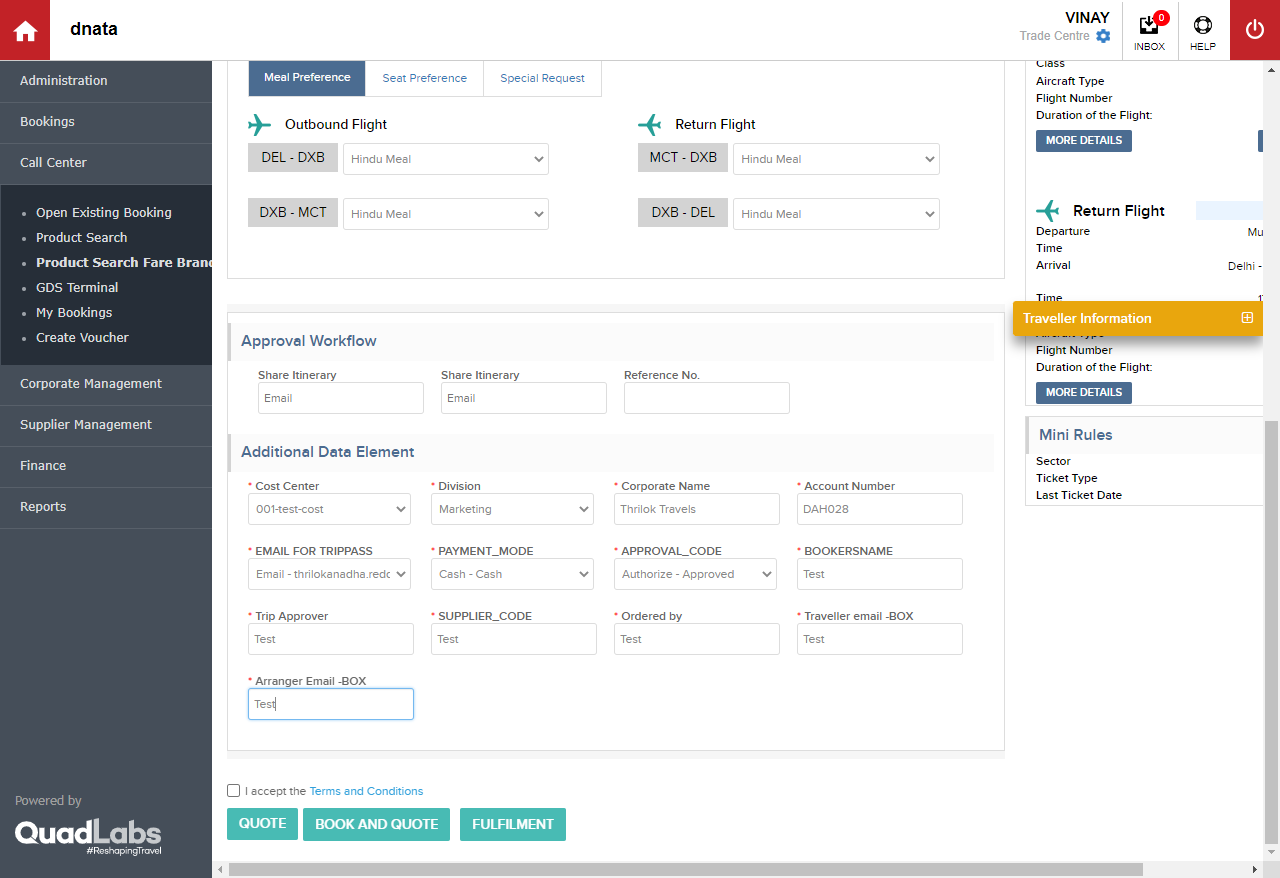 dnata
VINAY
Trade Centre
0
INBOX
HELP
Administration
Bookings
Call Center
Open Existing Booking
Product Search
Product Search Fare Brand
GDS Terminal
My Bookings
Create Voucher
Corporate Management
Supplier Management
Finance
Reports
Powered by
QuadLabs
#ReshapingTravel
Meal Preference
Seat Preference
Special Request
Outbound Flight
Return Flight
DEL - DXB
Hindu Meal
MCT - DXB
Hindu Meal
DXB - MCT
Hindu Meal
DXB - DEL
Hindu Meal
Approval Workflow
Share Itinerary
Share Itinerary
Reference No.
Email
Email
Additional Data Element
* Cost Center
* Division
* Corporate Name
* Account Number
001-test-cost
Marketing
Thrilok Travels
DAH028
* EMAIL FOR TRIPPASS
* PAYMENT_MODE
* APPROVAL_CODE
* BOOKERSNAME
Email - thrilokanadha.redd
Cash - Cash
Authorize - Approved
Test
* Trip Approver
* SUPPLIER_CODE
* Ordered by
* Traveller email -BOX
Test
Test
Test
Test
* Arranger Email -BOX
Test
I accept the Terms and Conditions
QUOTE
BOOK AND QUOTE
FULFILMENT
Class
Aircraft Type
Flight Number
Duration of the Flight:
MORE DETAILS
Return Flight
Departure
Mu
Time
Arrival
Delhi -
Time
Traveller Information
Aircraft Type
Flight Number
Duration of the Flight:
MORE DETAILS
Mini Rules
Sector
Ticket Type
Last Ticket Date